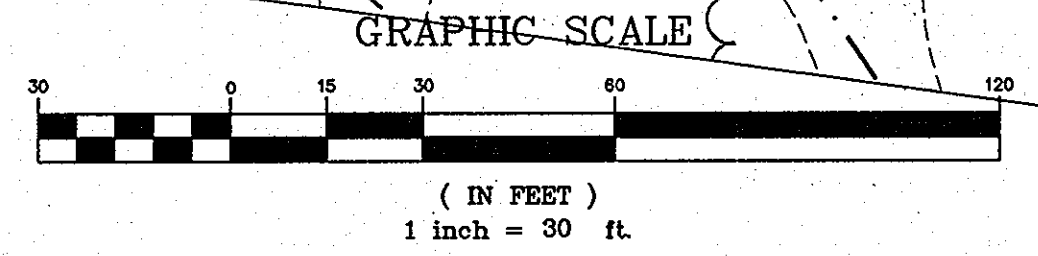 GRAPHIC SCALE
30 0 15 30 60 120
( IN FEET )
1 inch = 30 ft.